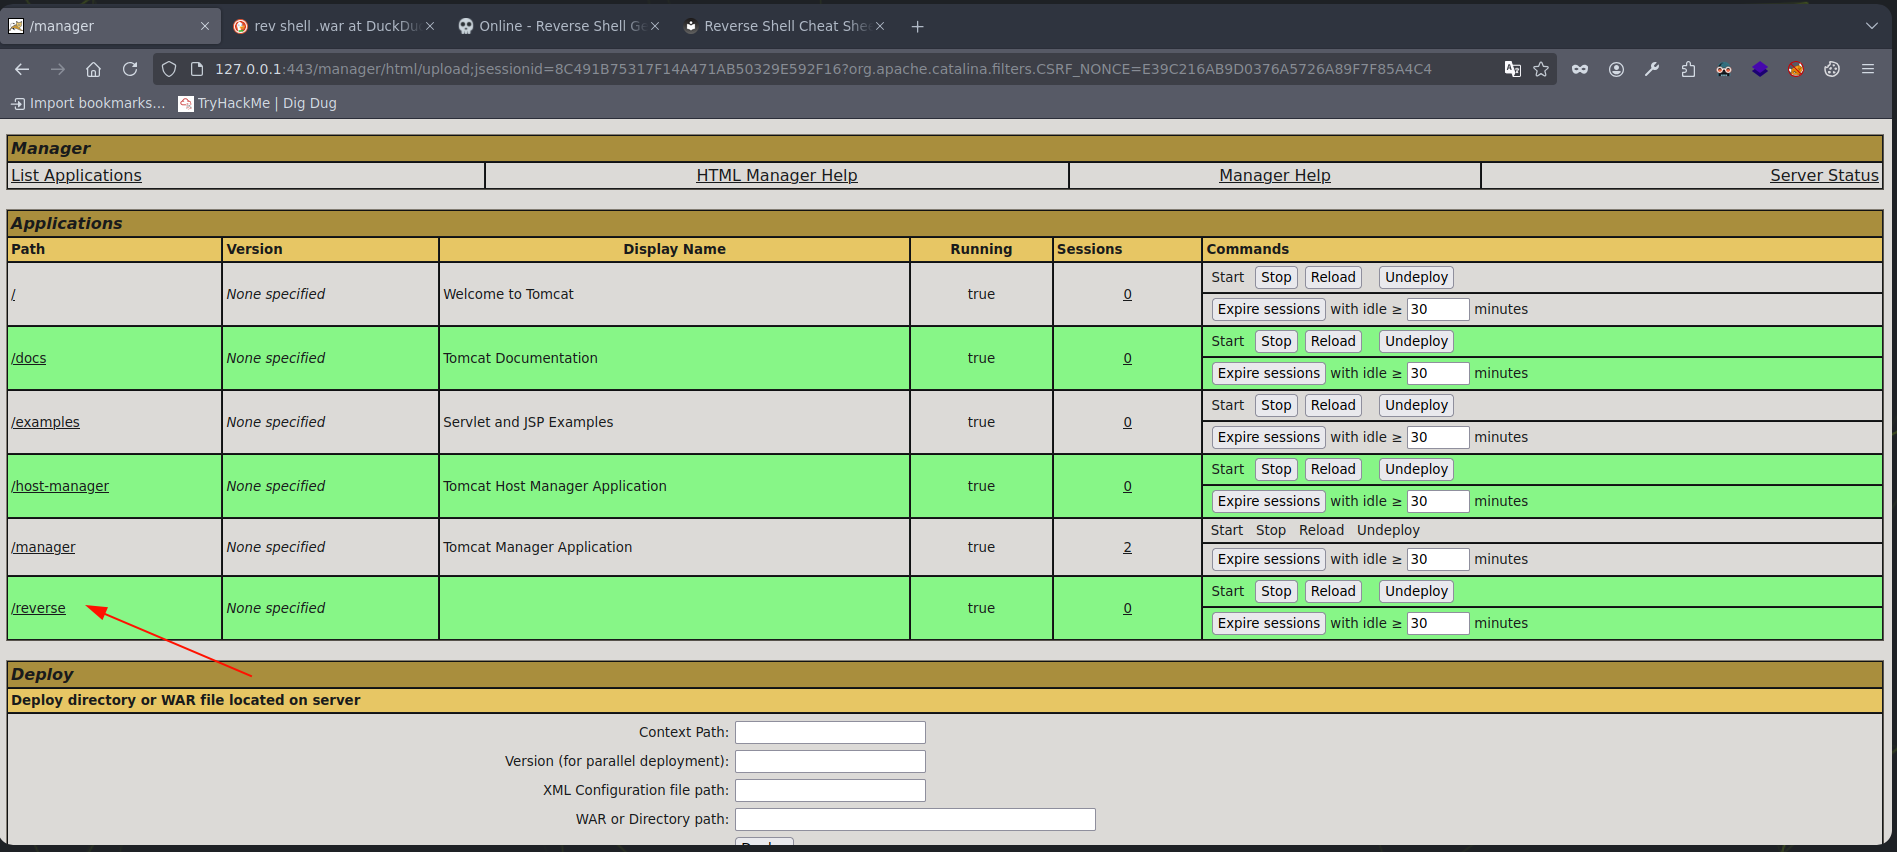 /manager
rev shell .war at DuckDu
Online - Reverse Shell Ge
Reverse Shell Cheat She
127.0.0.1:443/manager/html/upload;jsessionid=8C491B75317F14A471AB50329E592F16?org.apache.catalina.filters.CSRF_NONCE=E39C216AB9D0376A5726A89F7F85A4C4
Import bookmarks... TryHackMe | Dig Dug
Manager
List Applications HTML Manager Help Manager Help Server Status
Applications
Path Version Display Name Running Sessions Commands
/ None specified Welcome to Tomcat true 0 Start Stop Reload Undeploy
Expire sessions with idle ≥ 30 minutes
/docs None specified Tomcat Documentation true 0 Start Stop Reload Undeploy
Expire sessions with idle ≥ 30 minutes
/examples None specified Servlet and JSP Examples true 0 Start Stop Reload Undeploy
Expire sessions with idle ≥ 30 minutes
/host-manager None specified Tomcat Host Manager Application true 0 Start Stop Reload Undeploy
Expire sessions with idle ≥ 30 minutes
/manager None specified Tomcat Manager Application true 2 Start Stop Reload Undeploy
Expire sessions with idle ≥ 30 minutes
/reverse None specified true 0 Start Stop Reload Undeploy
Expire sessions with idle ≥ 30 minutes
Deploy
Deploy directory or WAR file located on server
Context Path:
Version (for parallel deployment):
XML Configuration file path:
WAR or Directory path: